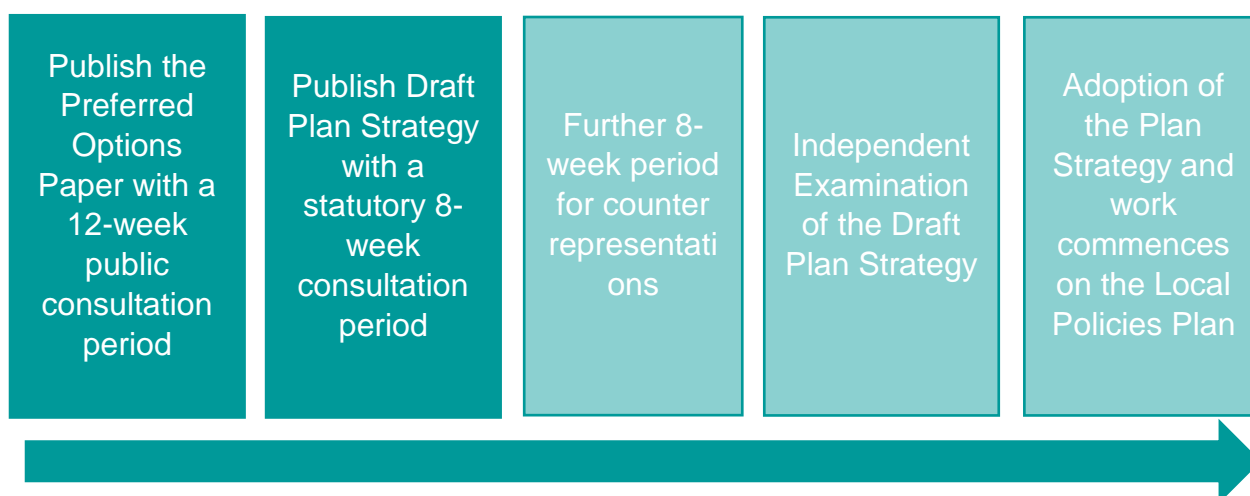 Publish the
Preferred
Options
Paper with a
12-week
public
consultation
period
Publish Draft
Plan Strategy
with a
statutory 8-
week
consultation
period
Further 8-
week period
for counter
representati
ons
Independent
Examination
of the Draft
Plan Strategy
Adoption of
the Plan
Strategy and
work
commences
on the Local
Policies Plan